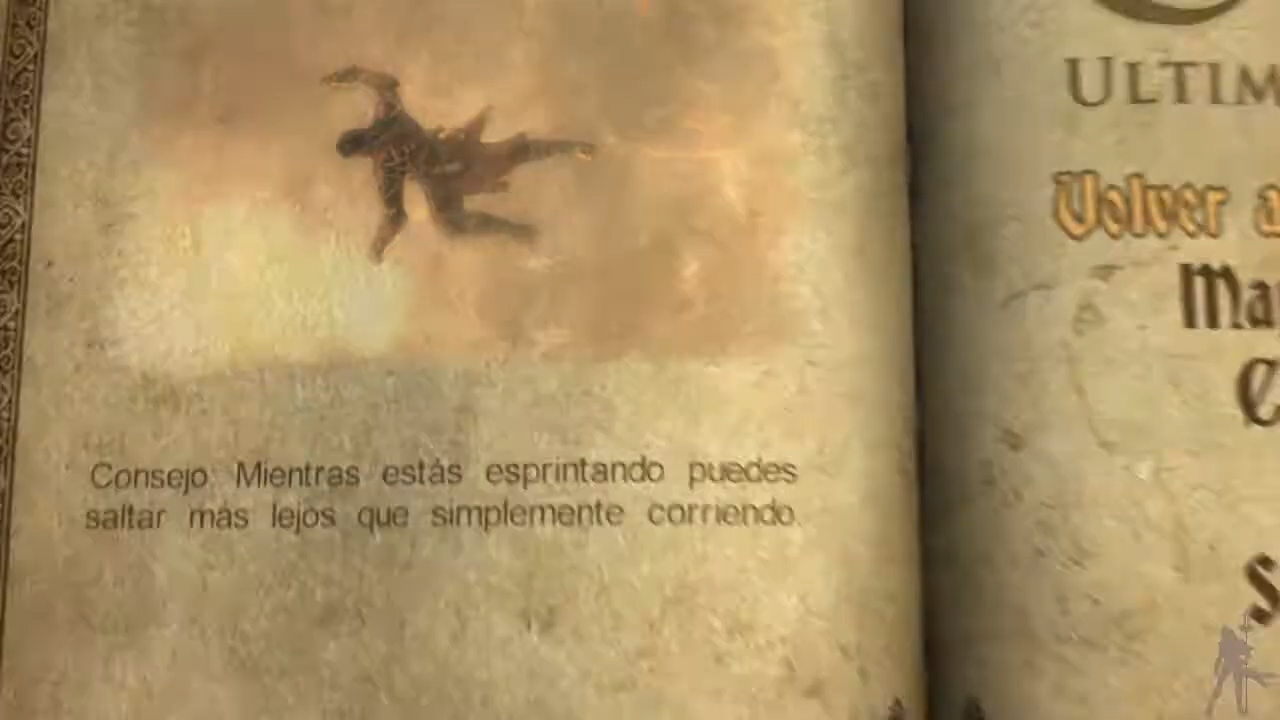 Consejo: Mientras estás esprintando puedes
saltar más lejos que simplemente corriendo.
ULTIM
Volver a
Ma
C
S